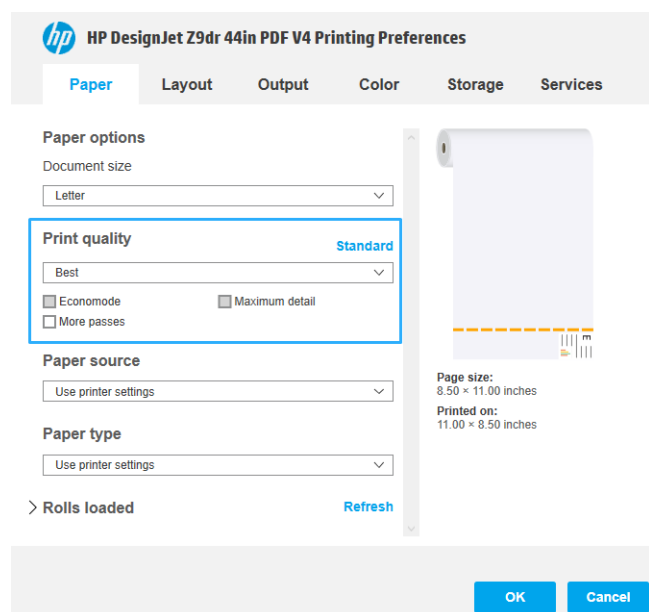 hp HP DesignJet Z9dr 44in PDF V4 Printing Preferences
Paper Layout Output Color Storage Services
Paper options
Document size
Letter
Print quality Standard
Best
Economode Maximum detail
More passes
Paper source
Use printer settings
Paper type
Use printer settings
Rolls loaded Refresh
Page size:
8.50 × 11.00 inches
Printed on:
11.00 × 8.50 inches
OK Cancel